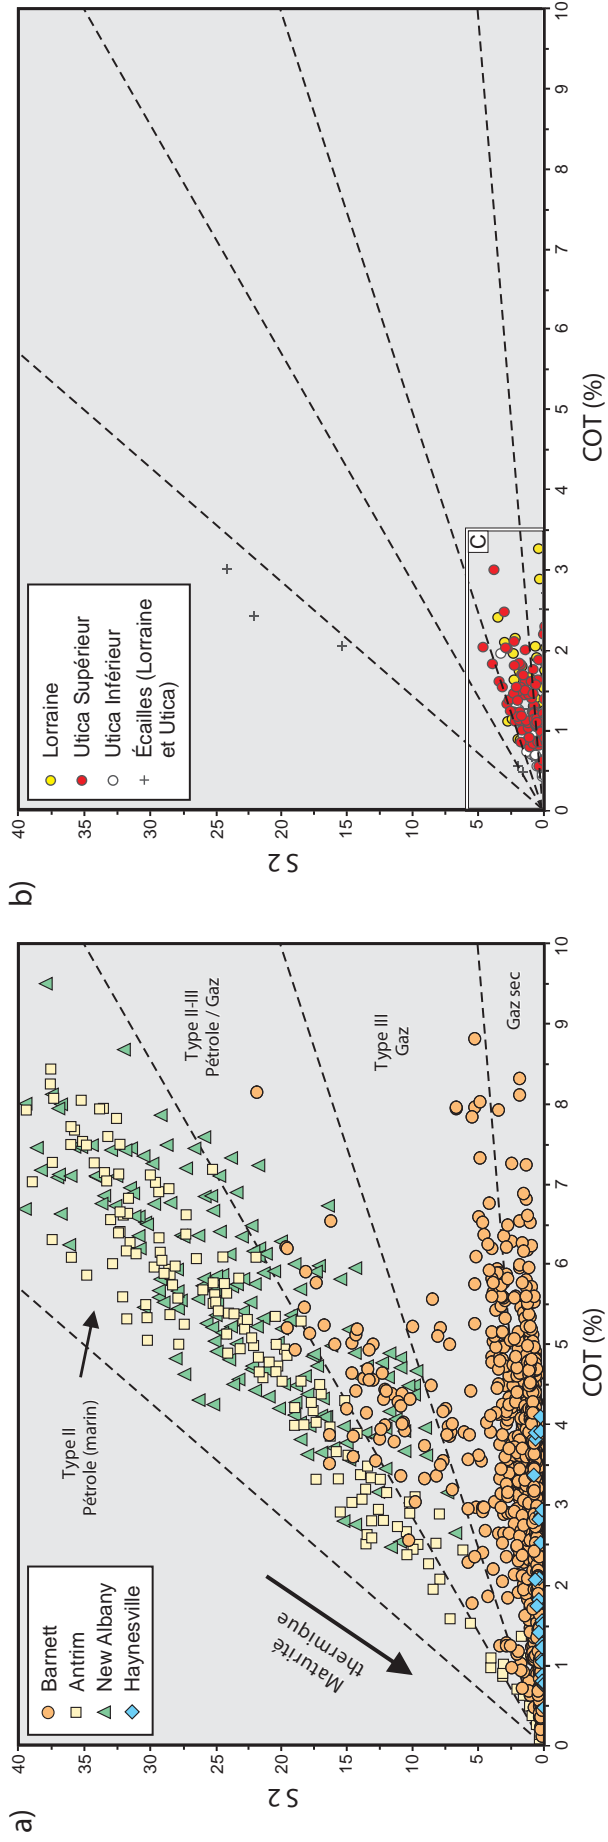 a)
Barnett
Antrim
New Albany
Haynesville
Type II
Pétrole (marin)
Type II-III
Pétrole / Gaz
Type III
Gaz
Gaz sec
Maturité
thermique
S2
40
35
30
25
20
15
10
5
0
0
1
2
3
4
5
6
7
8
9
10
COT (%)
b)
Lorraine
Utica Supérieur
Utica Inférieur
Écailles (Lorraine
et Utica)
C
S2
40
35
30
25
20
15
10
5
0
0
1
2
3
4
5
6
7
8
9
10
COT (%)